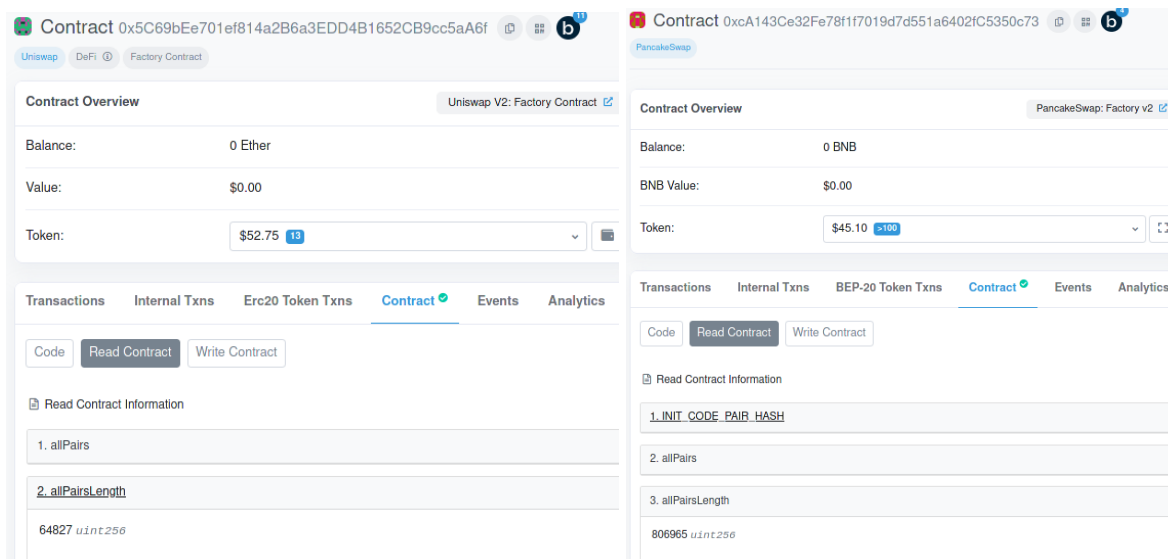 Contract 0x5C69bEe701ef814a2B6a3EDD4B1652CB9cc5aA6f b 11
Uniswap DeFi Factory Contract
Contract Overview Uniswap V2: Factory Contract
Balance: 0 Ether
Value: $0.00
Token: $52.75 13
Transactions Internal Txns Erc20 Token Txns Contract Events Analytics
Code Read Contract Write Contract
Read Contract Information
1. allPairs
2. allPairsLength
64827 uint256
Contract 0xcA143Ce32Fe78f1f7019d7d551a6402fC5350c73 b 4
PancakeSwap
Contract Overview PancakeSwap: Factory v2
Balance: 0 BNB
BNB Value: $0.00
Token: $45.10 >100
Transactions Internal Txns BEP-20 Token Txns Contract Events Analytics
Code Read Contract Write Contract
Read Contract Information
1. INIT_CODE_PAIR_HASH
2. allPairs
3. allPairsLength
806965 uint256